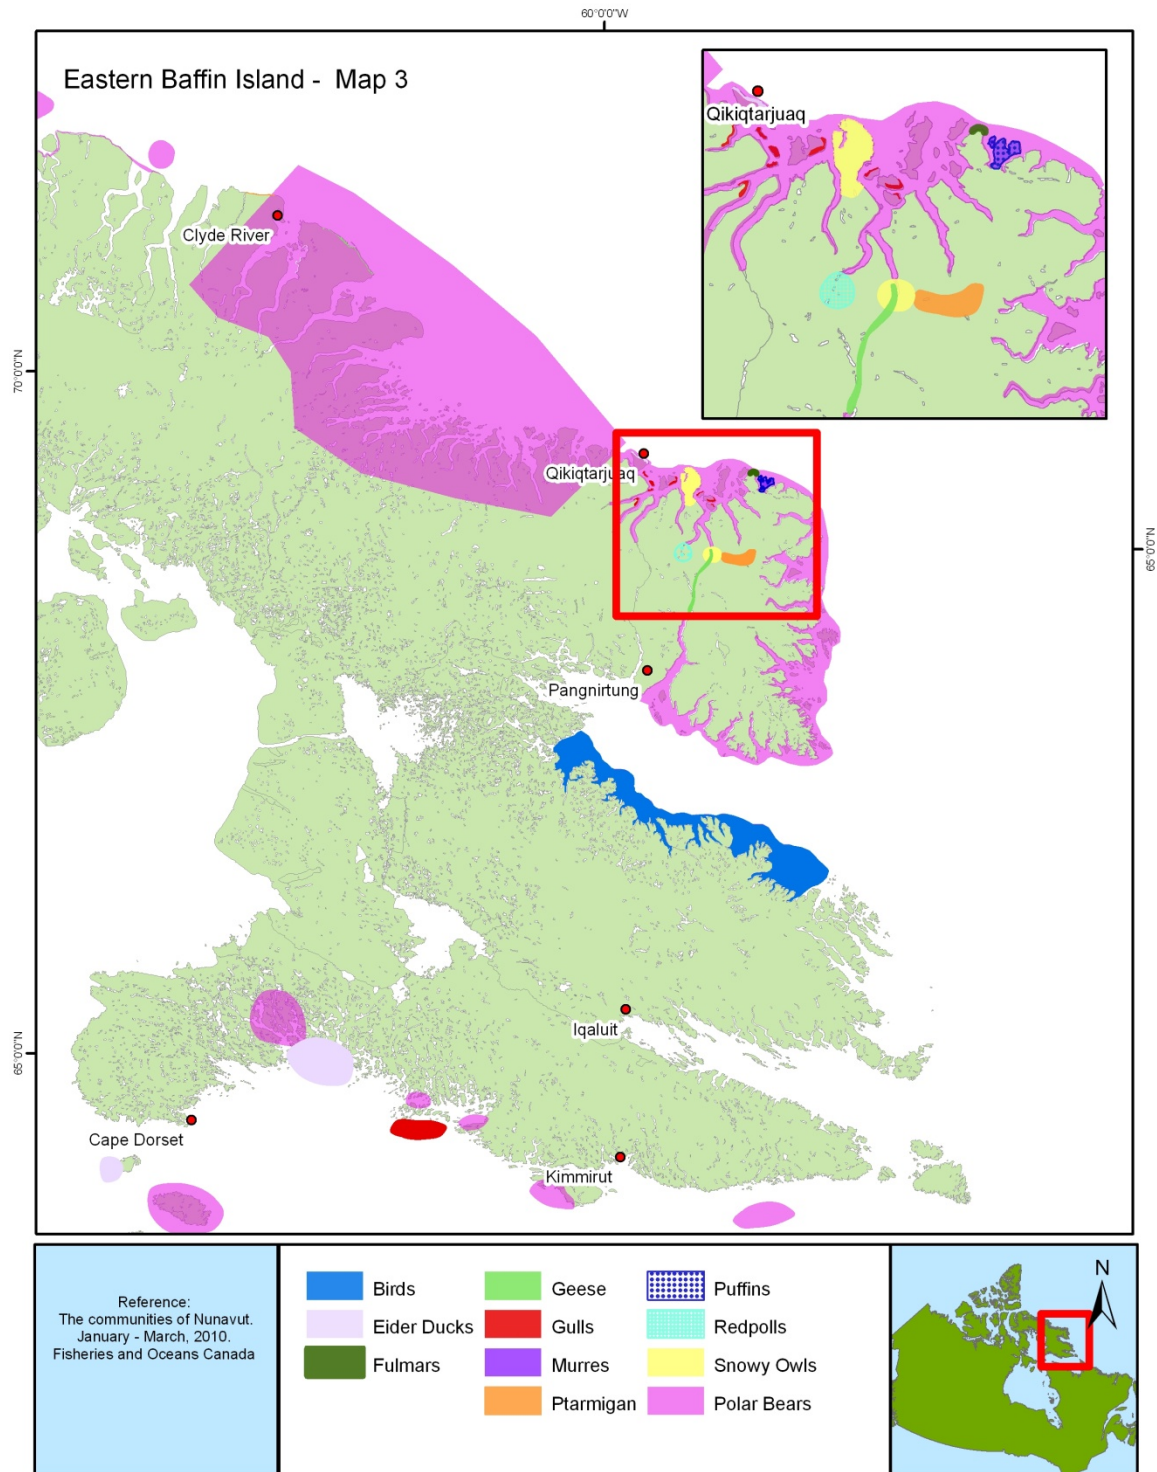 60°0'0"W
Eastern Baffin Island - Map 3
Qikiqtarjuaq
Clyde River
70°0'0"N
Qikiqtarjuaq
65°0'0"N
Pangnirtung
Iqaluit
65°0'0"N
Cape Dorset
Kimmirut
Reference:
The communities of Nunavut.
January - March, 2010.
Fisheries and Oceans Canada
Birds
Eider Ducks
Fulmars
Geese
Gulls
Murres
Ptarmigan
Puffins
Redpolls
Snowy Owls
Polar Bears
N